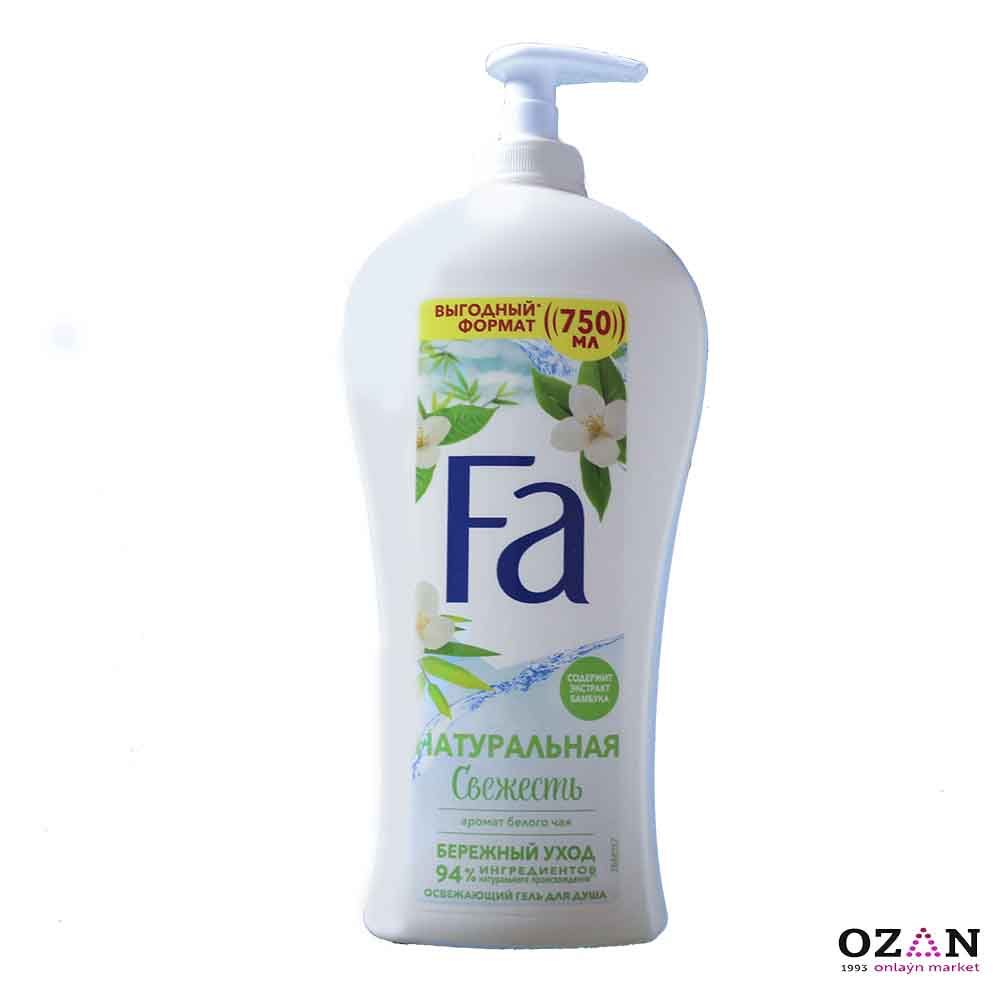 ВЫГОДНЫЙ*
ФОРМАТ
((750))
МЛ
Fa
СОДЕРЖИТ
ЭКСТРАКТ
БАМБУКА
НАТУРАЛЬНАЯ
Свежесть
аромат белого чая
БЕРЕЖНЫЙ УХОД
94% ИНГРЕДИЕНТОВ
натурального происхождения
ОСВЕЖАЮЩИЙ ГЕЛЬ ДЛЯ ДУША
OZAN
1993 onlaýn market